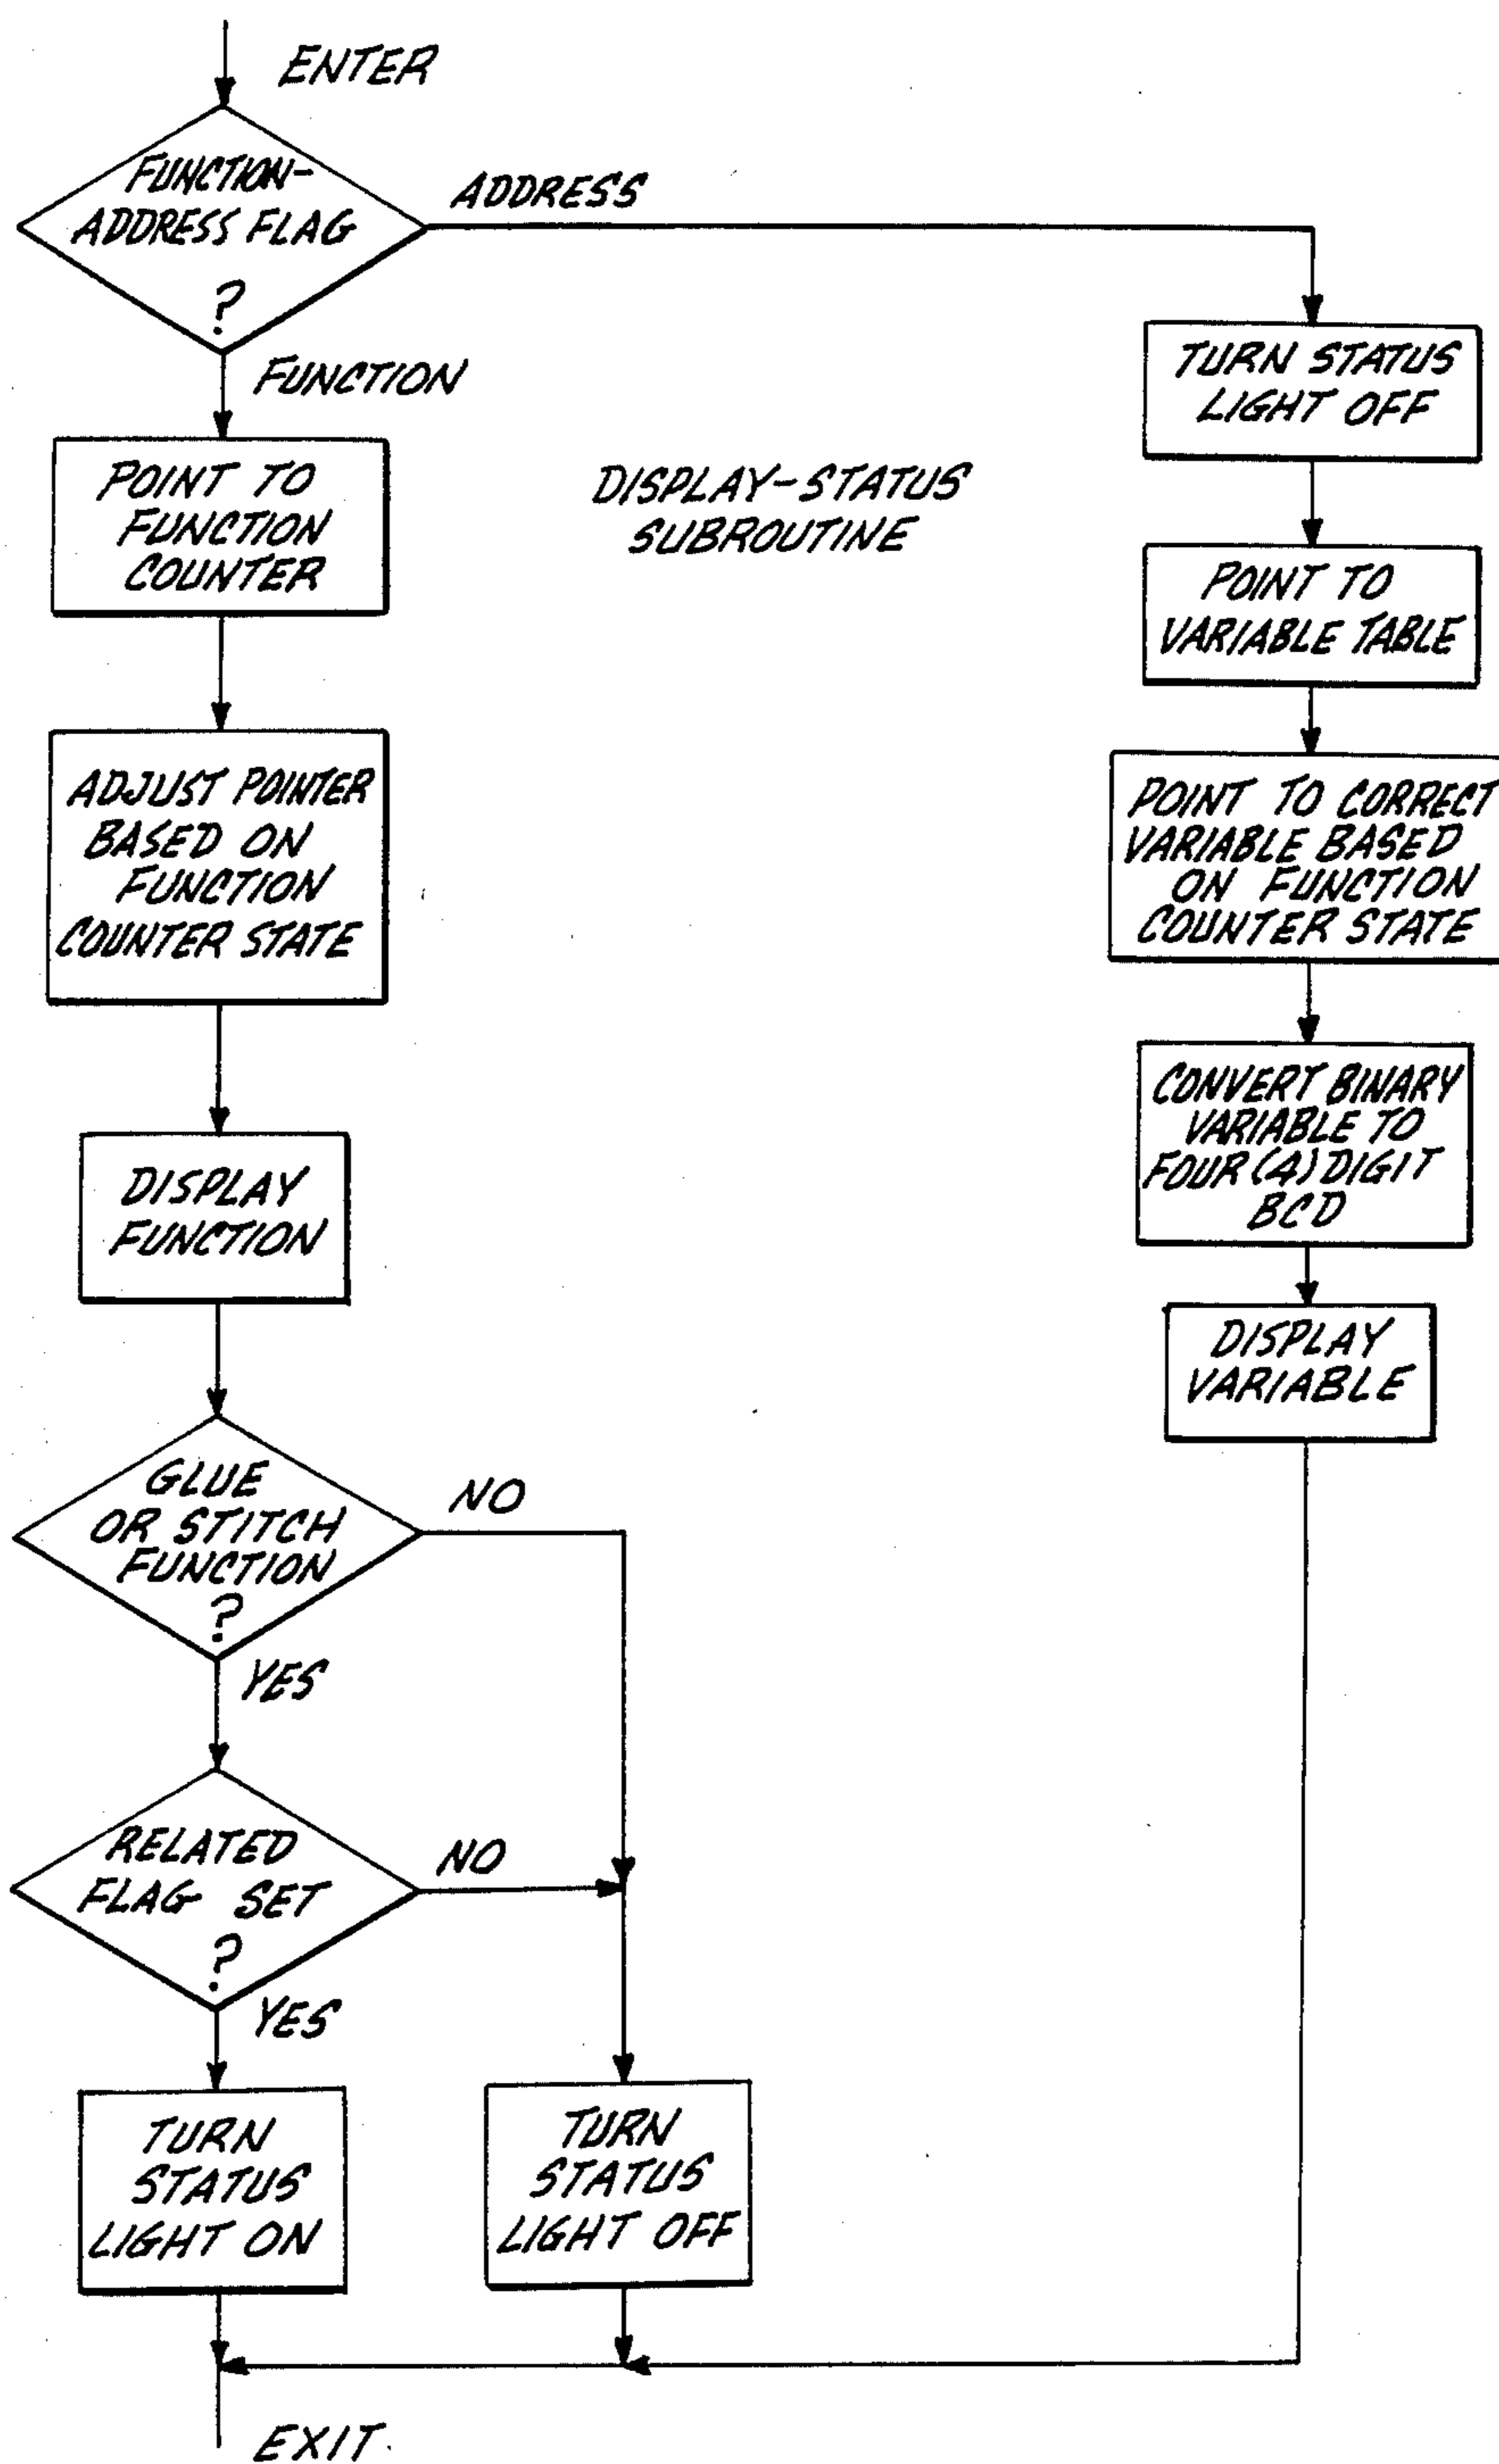 ENTER
FUNCTION-
ADDRESS FLAG
?
ADDRESS
FUNCTION
TURN STATUS
LIGHT OFF
POINT TO
FUNCTION
COUNTER
DISPLAY-STATUS
SUBROUTINE
POINT TO
VARIABLE TABLE
ADJUST POINTER
BASED ON
FUNCTION
COUNTER STATE
POINT TO CORRECT
VARIABLE BASED
ON FUNCTION
COUNTER STATE
CONVERT BINARY
VARIABLE TO
FOUR (4) DIGIT
BCD
DISPLAY
FUNCTION
DISPLAY
VARIABLE
GLUE
OR STITCH
FUNCTION
?
NO
YES
RELATED
FLAG SET
?
NO
YES
TURN
STATUS
LIGHT ON
TURN
STATUS
LIGHT OFF
EXIT.